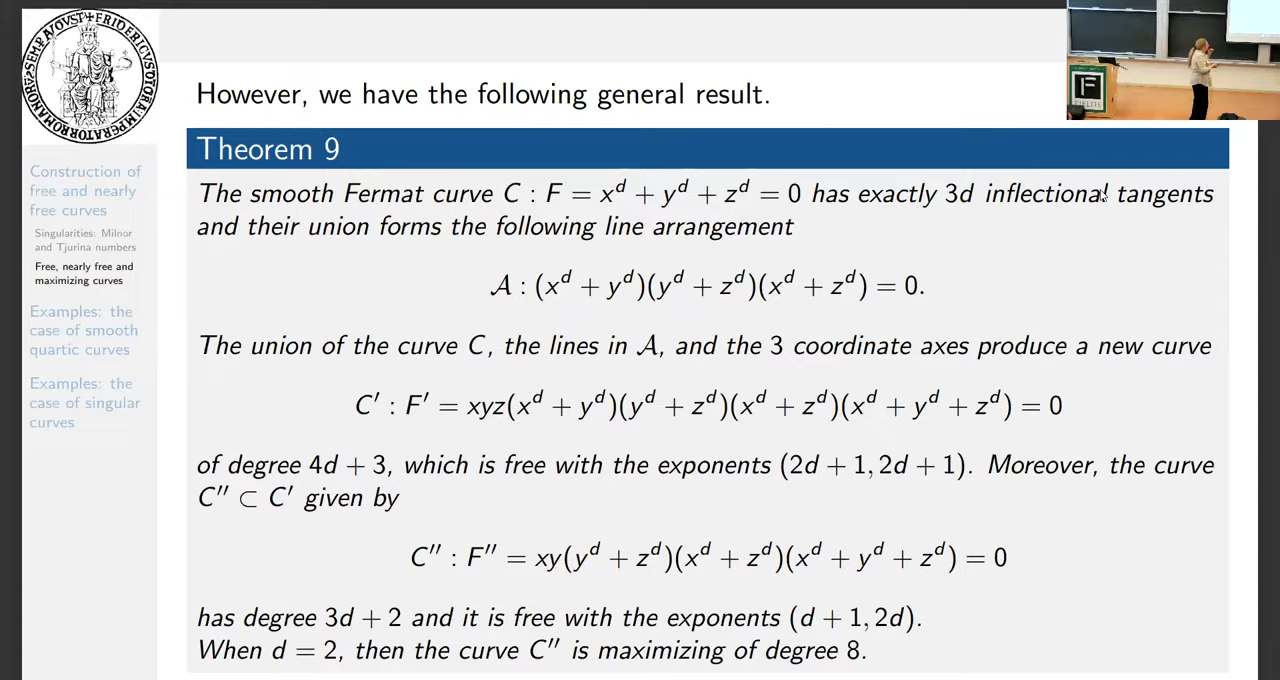 However, we have the following general result.
Theorem 9
The smooth Fermat curve C : F = x^d + y^d + z^d = 0 has exactly 3d inflectional tangents
and their union forms the following line arrangement
𝒜 : (x^d + y^d)(y^d + z^d)(x^d + z^d) = 0.
The union of the curve C, the lines in 𝒜, and the 3 coordinate axes produce a new curve
C′ : F′ = xyz(x^d + y^d)(y^d + z^d)(x^d + z^d)(x^d + y^d + z^d) = 0
of degree 4d + 3, which is free with the exponents (2d + 1, 2d + 1). Moreover, the curve
C″ ⊂ C′ given by
C″ : F″ = xy(y^d + z^d)(x^d + z^d)(x^d + y^d + z^d) = 0
has degree 3d + 2 and it is free with the exponents (d + 1, 2d).
When d = 2, then the curve C″ is maximizing of degree 8.
Construction of
free and nearly
free curves
Singularities: Milnor
and Tjurina numbers
Free, nearly free and
maximizing curves
Examples: the
case of smooth
quartic curves
Examples: the
case of singular
curves
F
FIELDS